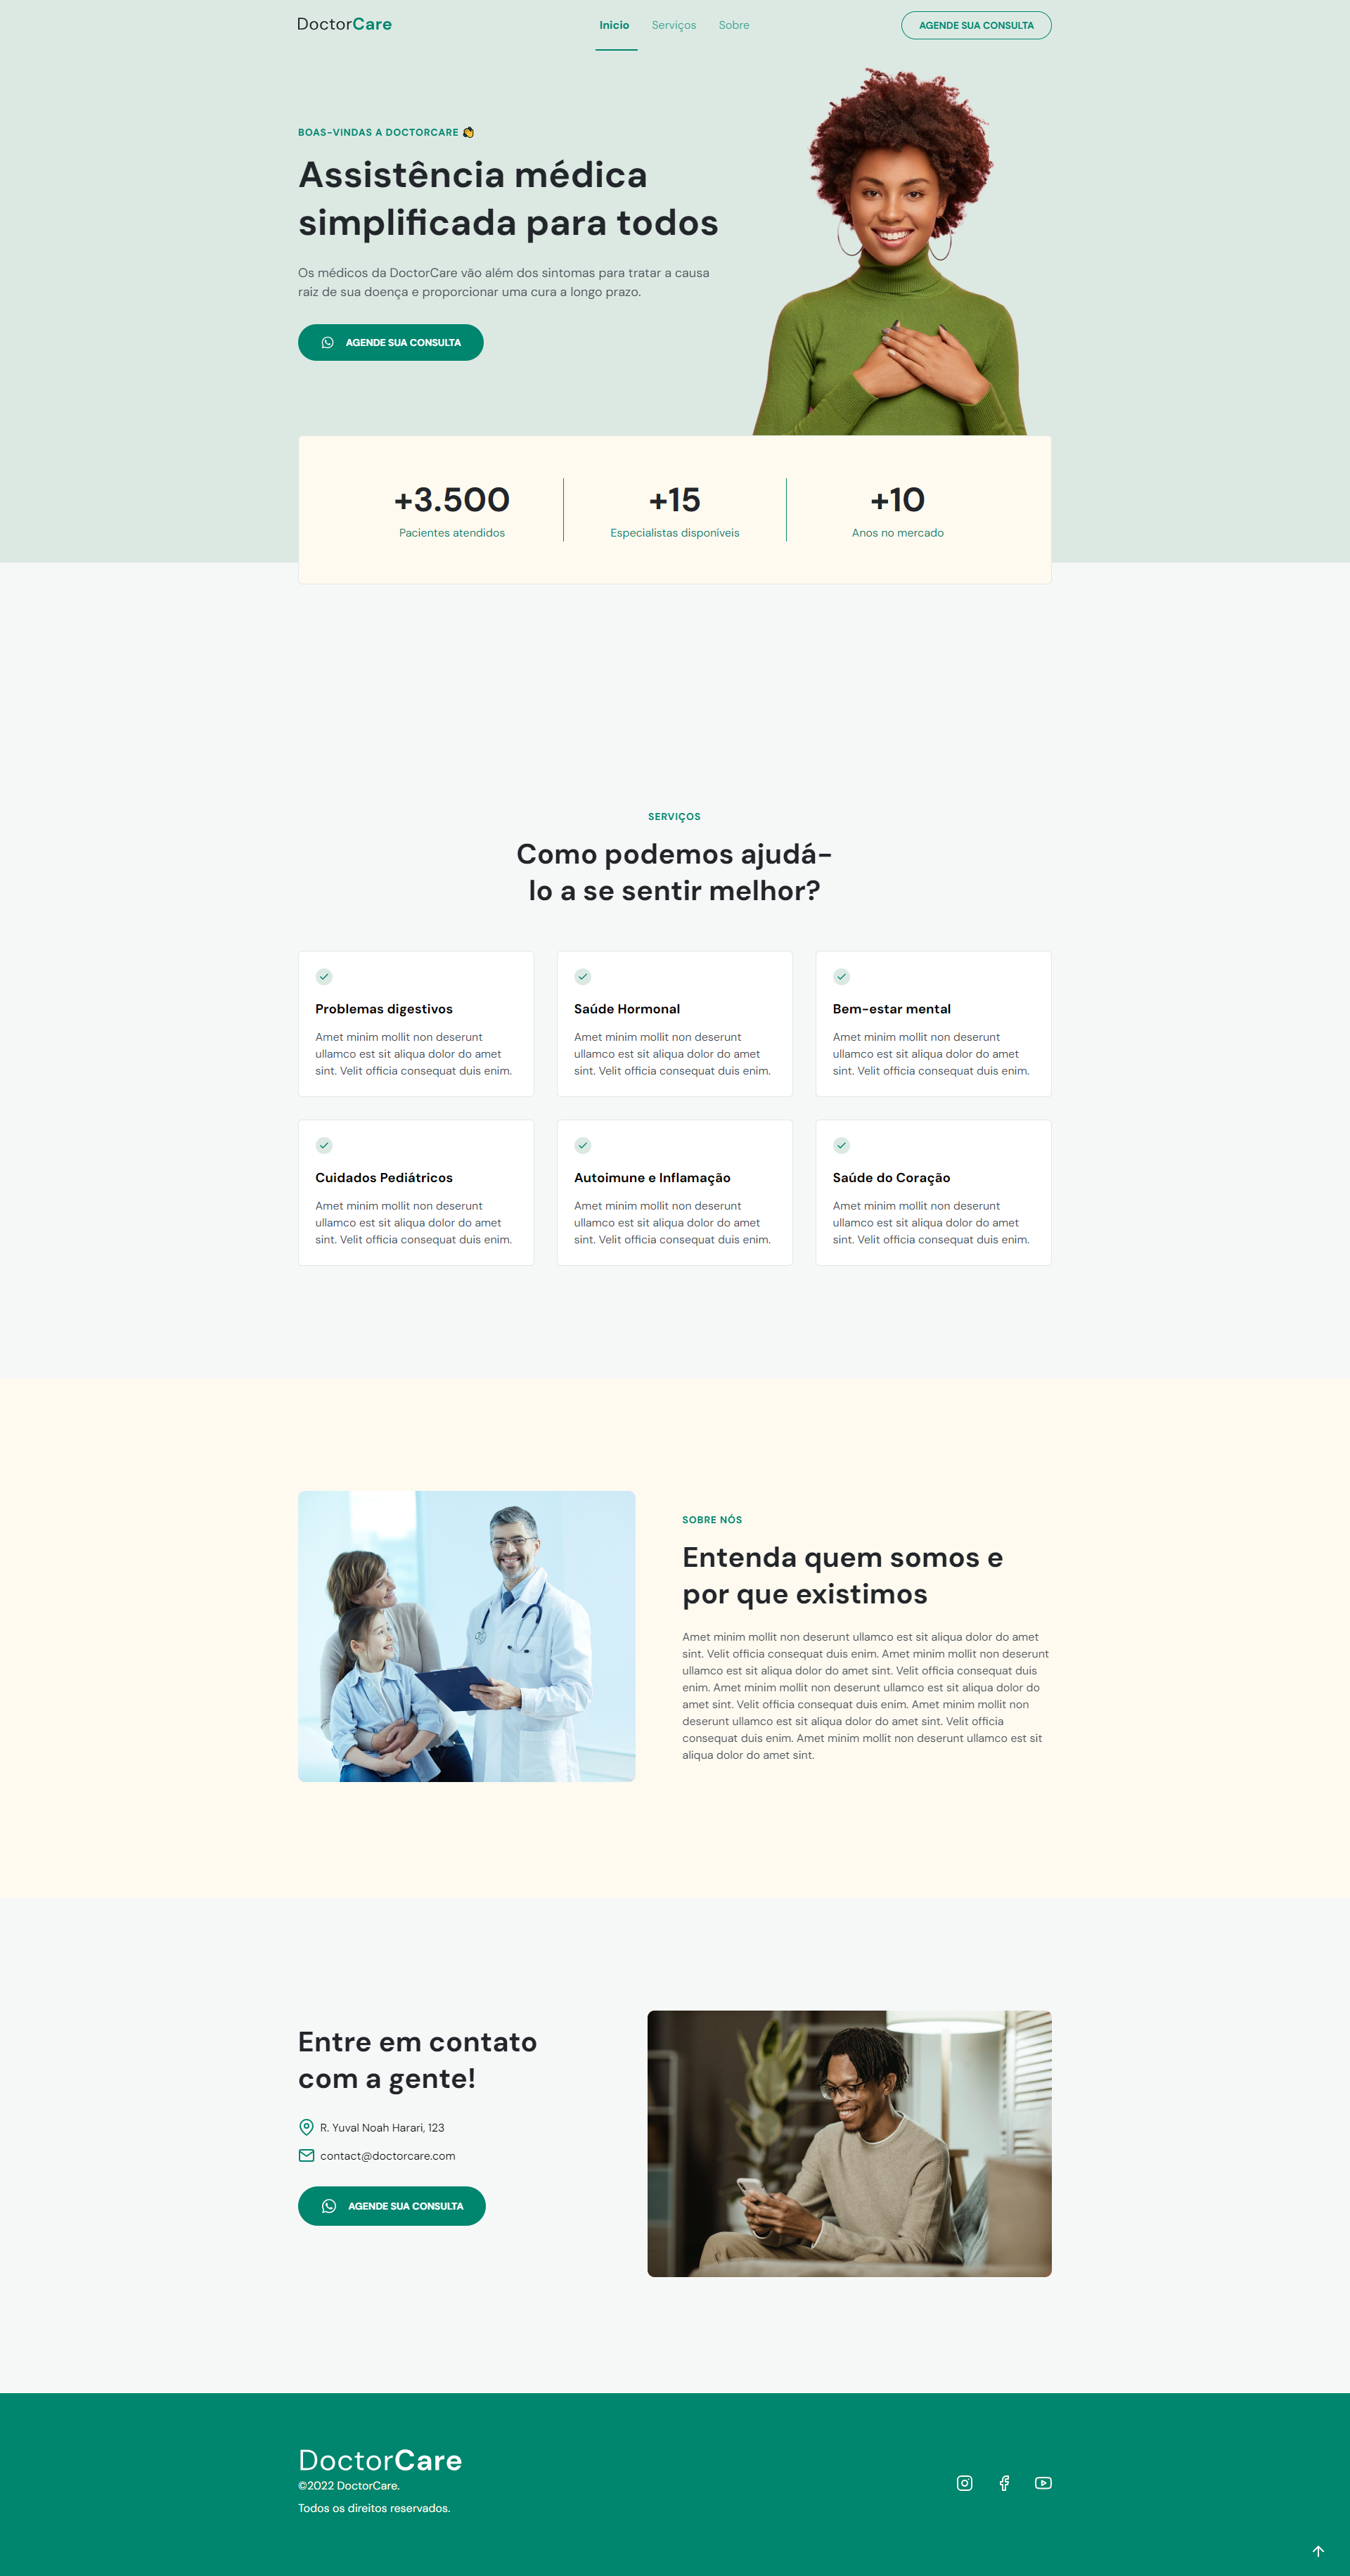 DoctorCare
Inicio
Serviços
Sobre
AGENDE SUA CONSULTA
BOAS-VINDAS A DOCTORCARE 👋
Assistência médica
simplificada para todos
Os médicos da DoctorCare vão além dos sintomas para tratar a causa
raiz de sua doença e proporcionar uma cura a longo prazo.
AGENDE SUA CONSULTA
+3.500
Pacientes atendidos
+15
Especialistas disponíveis
+10
Anos no mercado
SERVIÇOS
Como podemos ajudá-
lo a se sentir melhor?
Problemas digestivos
Amet minim mollit non deserunt
ullamco est sit aliqua dolor do amet
sint. Velit officia consequat duis enim.
Saúde Hormonal
Amet minim mollit non deserunt
ullamco est sit aliqua dolor do amet
sint. Velit officia consequat duis enim.
Bem-estar mental
Amet minim mollit non deserunt
ullamco est sit aliqua dolor do amet
sint. Velit officia consequat duis enim.
Cuidados Pediátricos
Amet minim mollit non deserunt
ullamco est sit aliqua dolor do amet
sint. Velit officia consequat duis enim.
Autoimune e Inflamação
Amet minim mollit non deserunt
ullamco est sit aliqua dolor do amet
sint. Velit officia consequat duis enim.
Saúde do Coração
Amet minim mollit non deserunt
ullamco est sit aliqua dolor do amet
sint. Velit officia consequat duis enim.
SOBRE NÓS
Entenda quem somos e
por que existimos
Amet minim mollit non deserunt ullamco est sit aliqua dolor do amet
sint. Velit officia consequat duis enim. Amet minim mollit non deserunt
ullamco est sit aliqua dolor do amet sint. Velit officia consequat duis
enim. Amet minim mollit non deserunt ullamco est sit aliqua dolor do
amet sint. Velit officia consequat duis enim. Amet minim mollit non
deserunt ullamco est sit aliqua dolor do amet sint. Velit officia
consequat duis enim. Amet minim mollit non deserunt ullamco est sit
aliqua dolor do amet sint.
Entre em contato
com a gente!
R. Yuval Noah Harari, 123
contact@doctorcare.com
AGENDE SUA CONSULTA
DoctorCare
©2022 DoctorCare.
Todos os direitos reservados.